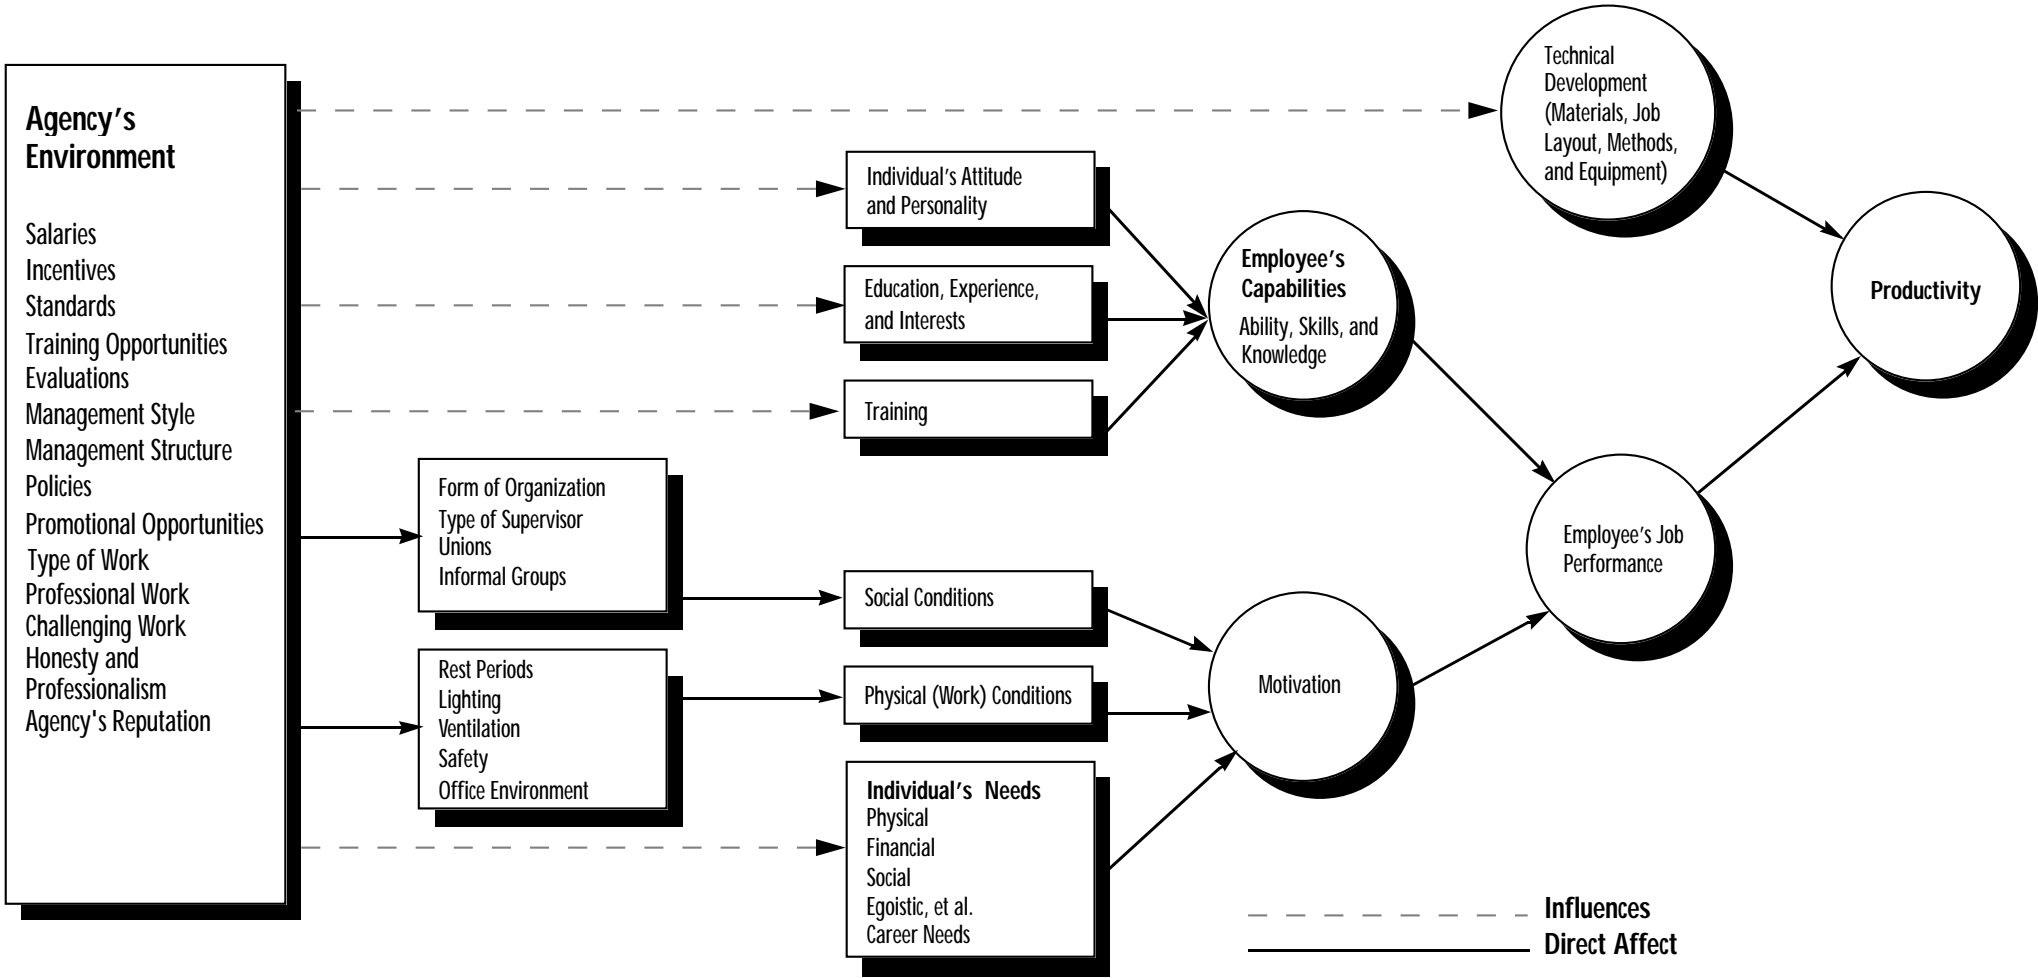 Agency's
Environment
Salaries
Incentives
Standards
Training Opportunities
Evaluations
Management Style
Management Structure
Policies
Promotional Opportunities
Type of Work
Professional Work
Challenging Work
Honesty and
Professionalism
Agency's Reputation
Form of Organization
Type of Supervisor
Unions
Informal Groups
Rest Periods
Lighting
Ventilation
Safety
Office Environment
Individual's Attitude
and Personality
Education, Experience,
and Interests
Training
Social Conditions
Physical (Work) Conditions
Individual's Needs
Physical
Financial
Social
Egoistic, et al.
Career Needs
Employee's
Capabilities
Ability, Skills, and
Knowledge
Motivation
Technical
Development
(Materials, Job
Layout, Methods,
and Equipment)
Employee's Job
Performance
Productivity
Influences
Direct Affect